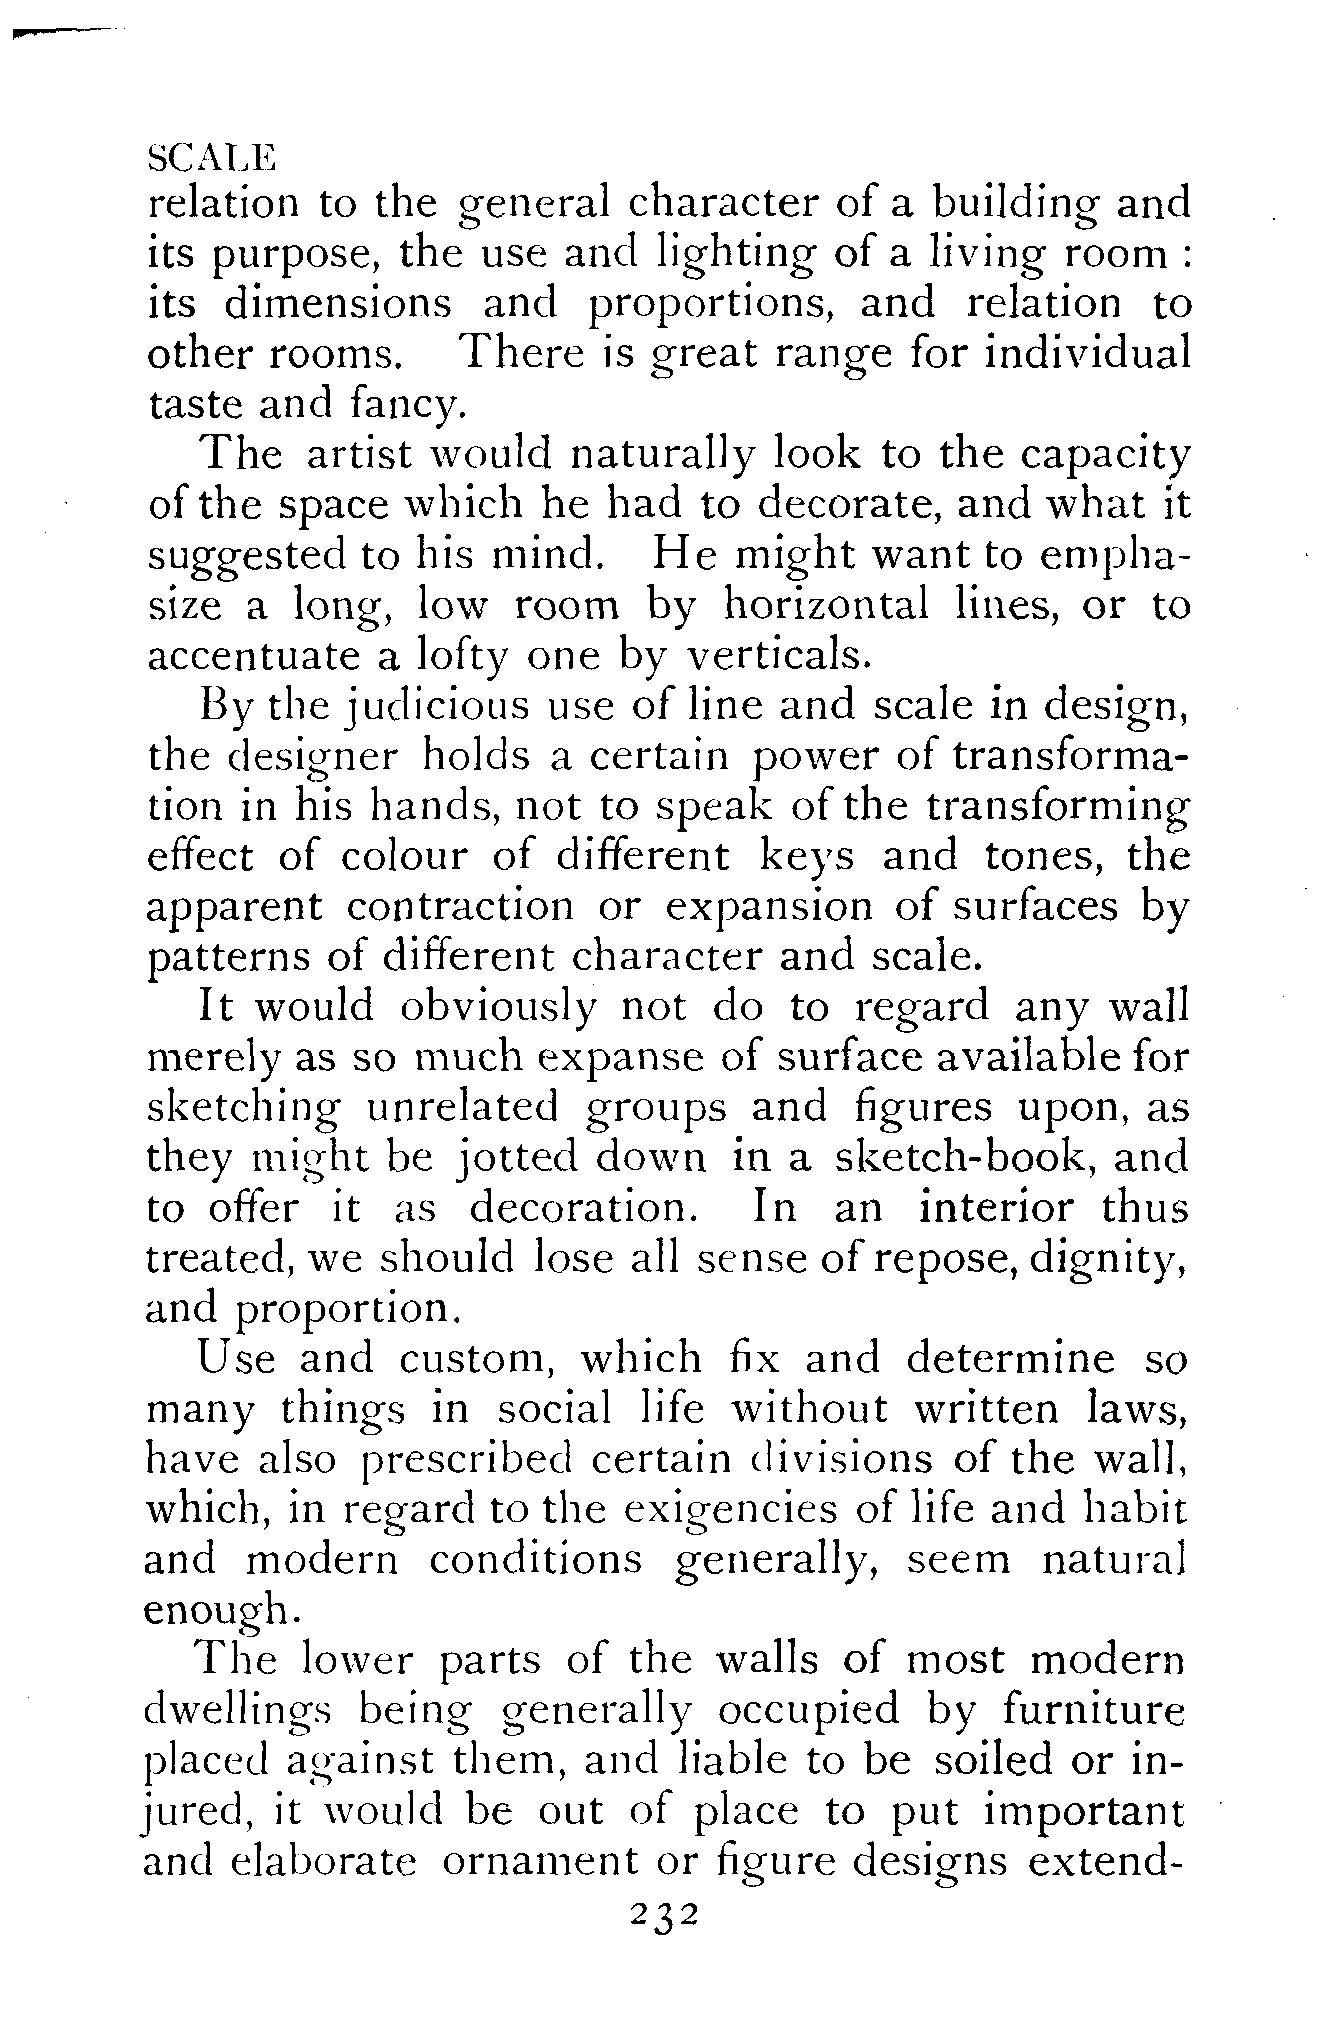 SCALE
relation to the general character of a building and
its purpose, the use and lighting of a living room :
its dimensions and proportions, and relation to
other rooms. There is great range for individual
taste and fancy.
The artist would naturally look to the capacity
of the space which he had to decorate, and what it
suggested to his mind. He might want to empha-
size a long, low room by horizontal lines, or to
accentuate a lofty one by verticals.
By the judicious use of line and scale in design,
the designer holds a certain power of transforma-
tion in his hands, not to speak of the transforming
effect of colour of different keys and tones, the
apparent contraction or expansion of surfaces by
patterns of different character and scale.
It would obviously not do to regard any wall
merely as so much expanse of surface available for
sketching unrelated groups and figures upon, as
they might be jotted down in a sketch-book, and
to offer it as decoration. In an interior thus
treated, we should lose all sense of repose, dignity,
and proportion.
Use and custom, which fix and determine so
many things in social life without written laws,
have also prescribed certain divisions of the wall,
which, in regard to the exigencies of life and habit
and modern conditions generally, seem natural
enough.
The lower parts of the walls of most modern
dwellings being generally occupied by furniture
placed against them, and liable to be soiled or in-
jured, it would be out of place to put important
and elaborate ornament or figure designs extend-
232